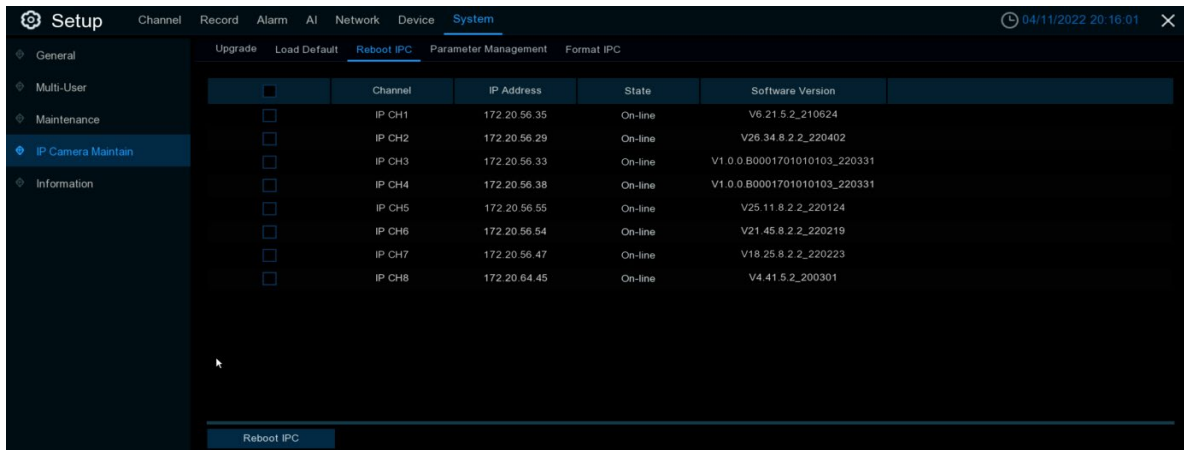 Setup Channel Record Alarm AI Network Device System 04/11/2022 20:16:01
General
Multi-User
Maintenance
IP Camera Maintain
Information
Upgrade Load Default Reboot IPC Parameter Management Format IPC
Channel IP Address State Software Version
IP CH1 172.20.56.35 On-line V6.21.5.2_210624
IP CH2 172.20.56.29 On-line V26.34.8.2.2_220402
IP CH3 172.20.56.33 On-line V1.0.0.B0001701010103_220331
IP CH4 172.20.56.38 On-line V1.0.0.B0001701010103_220331
IP CH5 172.20.56.55 On-line V25.11.8.2.2_220124
IP CH6 172.20.56.54 On-line V21.45.8.2.2_220219
IP CH7 172.20.56.47 On-line V18.25.8.2.2_220223
IP CH8 172.20.64.45 On-line V4.41.5.2_200301
Reboot IPC